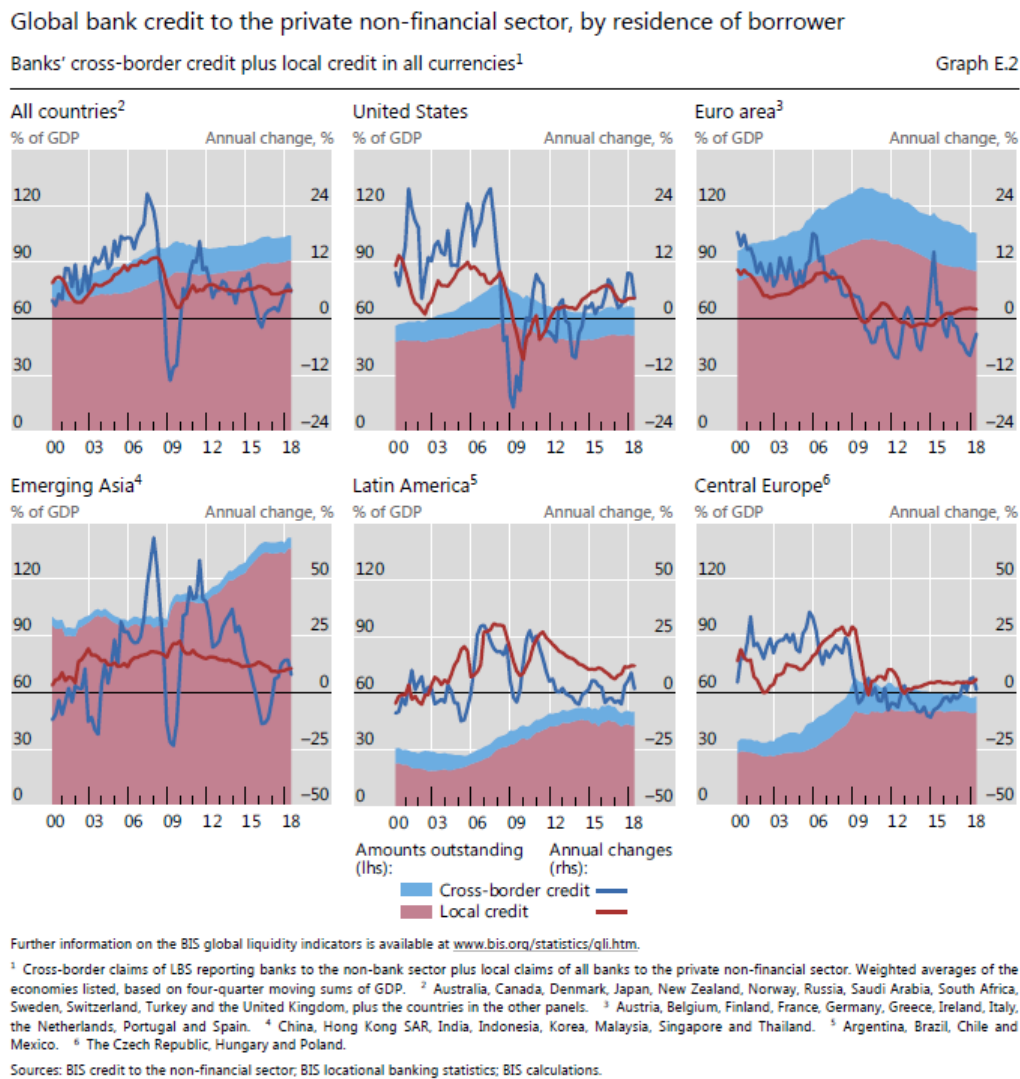 Global bank credit to the private non-financial sector, by residence of borrower
Banks’ cross-border credit plus local credit in all currencies¹
Graph E.2
All countries²
United States
Euro area³
% of GDP
Annual change, %
% of GDP
Annual change, %
% of GDP
Annual change, %
120
24
120
24
120
24
90
12
90
12
90
12
60
0
60
0
60
0
30
–12
30
–12
30
–12
0
–24
0
–24
0
–24
00 03 06 09 12 15 18
00 03 06 09 12 15 18
00 03 06 09 12 15 18
Emerging Asia⁴
Latin America⁵
Central Europe⁶
% of GDP
Annual change, %
% of GDP
Annual change, %
% of GDP
Annual change, %
120
50
120
50
120
50
90
25
90
25
90
25
60
0
60
0
60
0
30
–25
30
–25
30
–25
0
–50
0
–50
0
–50
00 03 06 09 12 15 18
00 03 06 09 12 15 18
00 03 06 09 12 15 18
Amounts outstanding
(lhs):
Annual changes
(rhs):
Cross-border credit
Local credit
Further information on the BIS global liquidity indicators is available at www.bis.org/statistics/gli.htm.
¹ Cross-border claims of LBS reporting banks to the non-bank sector plus local claims of all banks to the private non-financial sector. Weighted averages of the
economies listed, based on four-quarter moving sums of GDP. ² Australia, Canada, Denmark, Japan, New Zealand, Norway, Russia, Saudi Arabia, South Africa,
Sweden, Switzerland, Turkey and the United Kingdom, plus the countries in the other panels. ³ Austria, Belgium, Finland, France, Germany, Greece, Ireland, Italy,
the Netherlands, Portugal and Spain. ⁴ China, Hong Kong SAR, India, Indonesia, Korea, Malaysia, Singapore and Thailand. ⁵ Argentina, Brazil, Chile and
Mexico. ⁶ The Czech Republic, Hungary and Poland.
Sources: BIS credit to the non-financial sector; BIS locational banking statistics; BIS calculations.